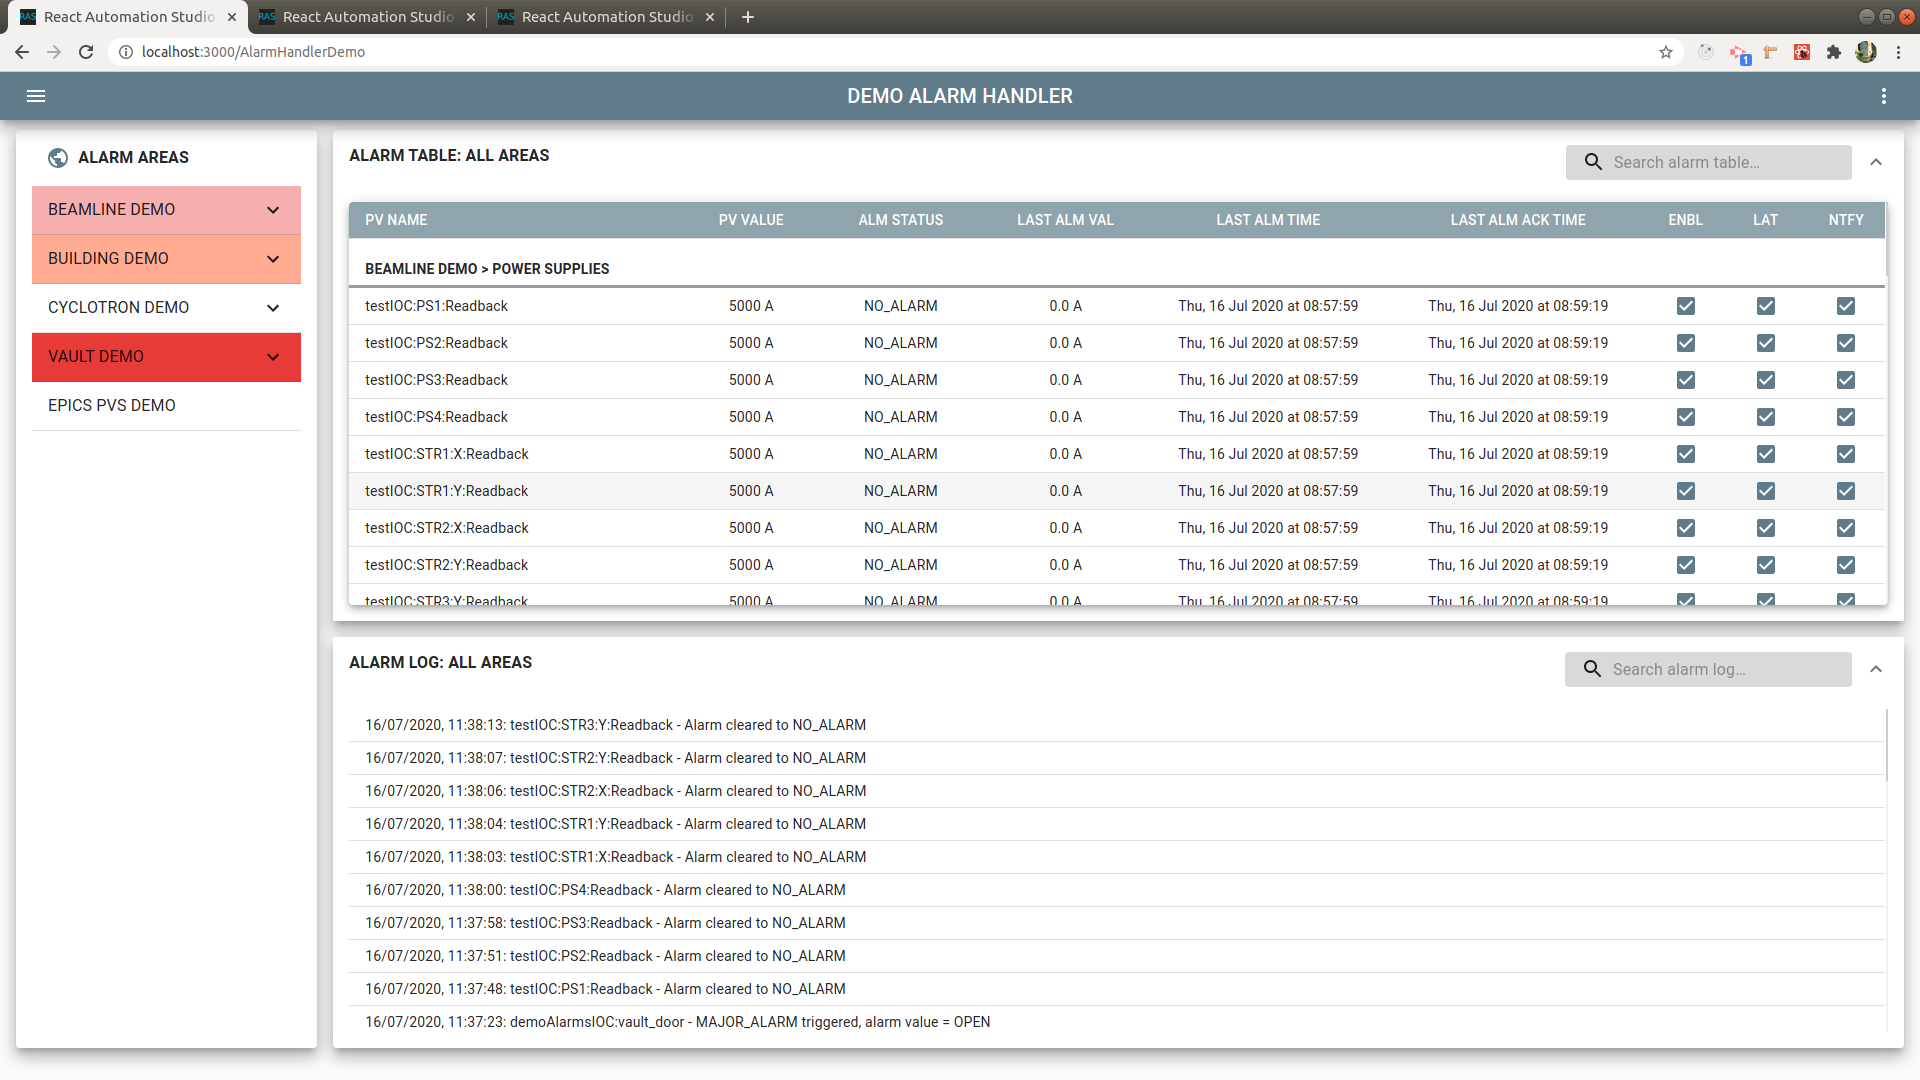 React Automation Studio
React Automation Studio
React Automation Studio
localhost:3000/AlarmHandlerDemo
1
DEMO ALARM HANDLER
ALARM AREAS
BEAMLINE DEMO
BUILDING DEMO
CYCLOTRON DEMO
VAULT DEMO
EPICS PVS DEMO
ALARM TABLE: ALL AREAS
Search alarm table…
PV NAME PV VALUE ALM STATUS LAST ALM VAL LAST ALM TIME LAST ALM ACK TIME ENBL LAT NTFY
BEAMLINE DEMO > POWER SUPPLIES
testIOC:PS1:Readback 5000 A NO_ALARM 0.0 A Thu, 16 Jul 2020 at 08:57:59 Thu, 16 Jul 2020 at 08:59:19
testIOC:PS2:Readback 5000 A NO_ALARM 0.0 A Thu, 16 Jul 2020 at 08:57:59 Thu, 16 Jul 2020 at 08:59:19
testIOC:PS3:Readback 5000 A NO_ALARM 0.0 A Thu, 16 Jul 2020 at 08:57:59 Thu, 16 Jul 2020 at 08:59:19
testIOC:PS4:Readback 5000 A NO_ALARM 0.0 A Thu, 16 Jul 2020 at 08:57:59 Thu, 16 Jul 2020 at 08:59:19
testIOC:STR1:X:Readback 5000 A NO_ALARM 0.0 A Thu, 16 Jul 2020 at 08:57:59 Thu, 16 Jul 2020 at 08:59:19
testIOC:STR1:Y:Readback 5000 A NO_ALARM 0.0 A Thu, 16 Jul 2020 at 08:57:59 Thu, 16 Jul 2020 at 08:59:19
testIOC:STR2:X:Readback 5000 A NO_ALARM 0.0 A Thu, 16 Jul 2020 at 08:57:59 Thu, 16 Jul 2020 at 08:59:19
testIOC:STR2:Y:Readback 5000 A NO_ALARM 0.0 A Thu, 16 Jul 2020 at 08:57:59 Thu, 16 Jul 2020 at 08:59:19
testIOC:STR3:Y:Readback 5000 A NO_ALARM 0.0 A Thu, 16 Jul 2020 at 08:57:59 Thu, 16 Jul 2020 at 08:59:19
ALARM LOG: ALL AREAS
Search alarm log…
16/07/2020, 11:38:13: testIOC:STR3:Y:Readback - Alarm cleared to NO_ALARM
16/07/2020, 11:38:07: testIOC:STR2:Y:Readback - Alarm cleared to NO_ALARM
16/07/2020, 11:38:06: testIOC:STR2:X:Readback - Alarm cleared to NO_ALARM
16/07/2020, 11:38:04: testIOC:STR1:Y:Readback - Alarm cleared to NO_ALARM
16/07/2020, 11:38:03: testIOC:STR1:X:Readback - Alarm cleared to NO_ALARM
16/07/2020, 11:38:00: testIOC:PS4:Readback - Alarm cleared to NO_ALARM
16/07/2020, 11:37:58: testIOC:PS3:Readback - Alarm cleared to NO_ALARM
16/07/2020, 11:37:51: testIOC:PS2:Readback - Alarm cleared to NO_ALARM
16/07/2020, 11:37:48: testIOC:PS1:Readback - Alarm cleared to NO_ALARM
16/07/2020, 11:37:23: demoAlarmsIOC:vault_door - MAJOR_ALARM triggered, alarm value = OPEN